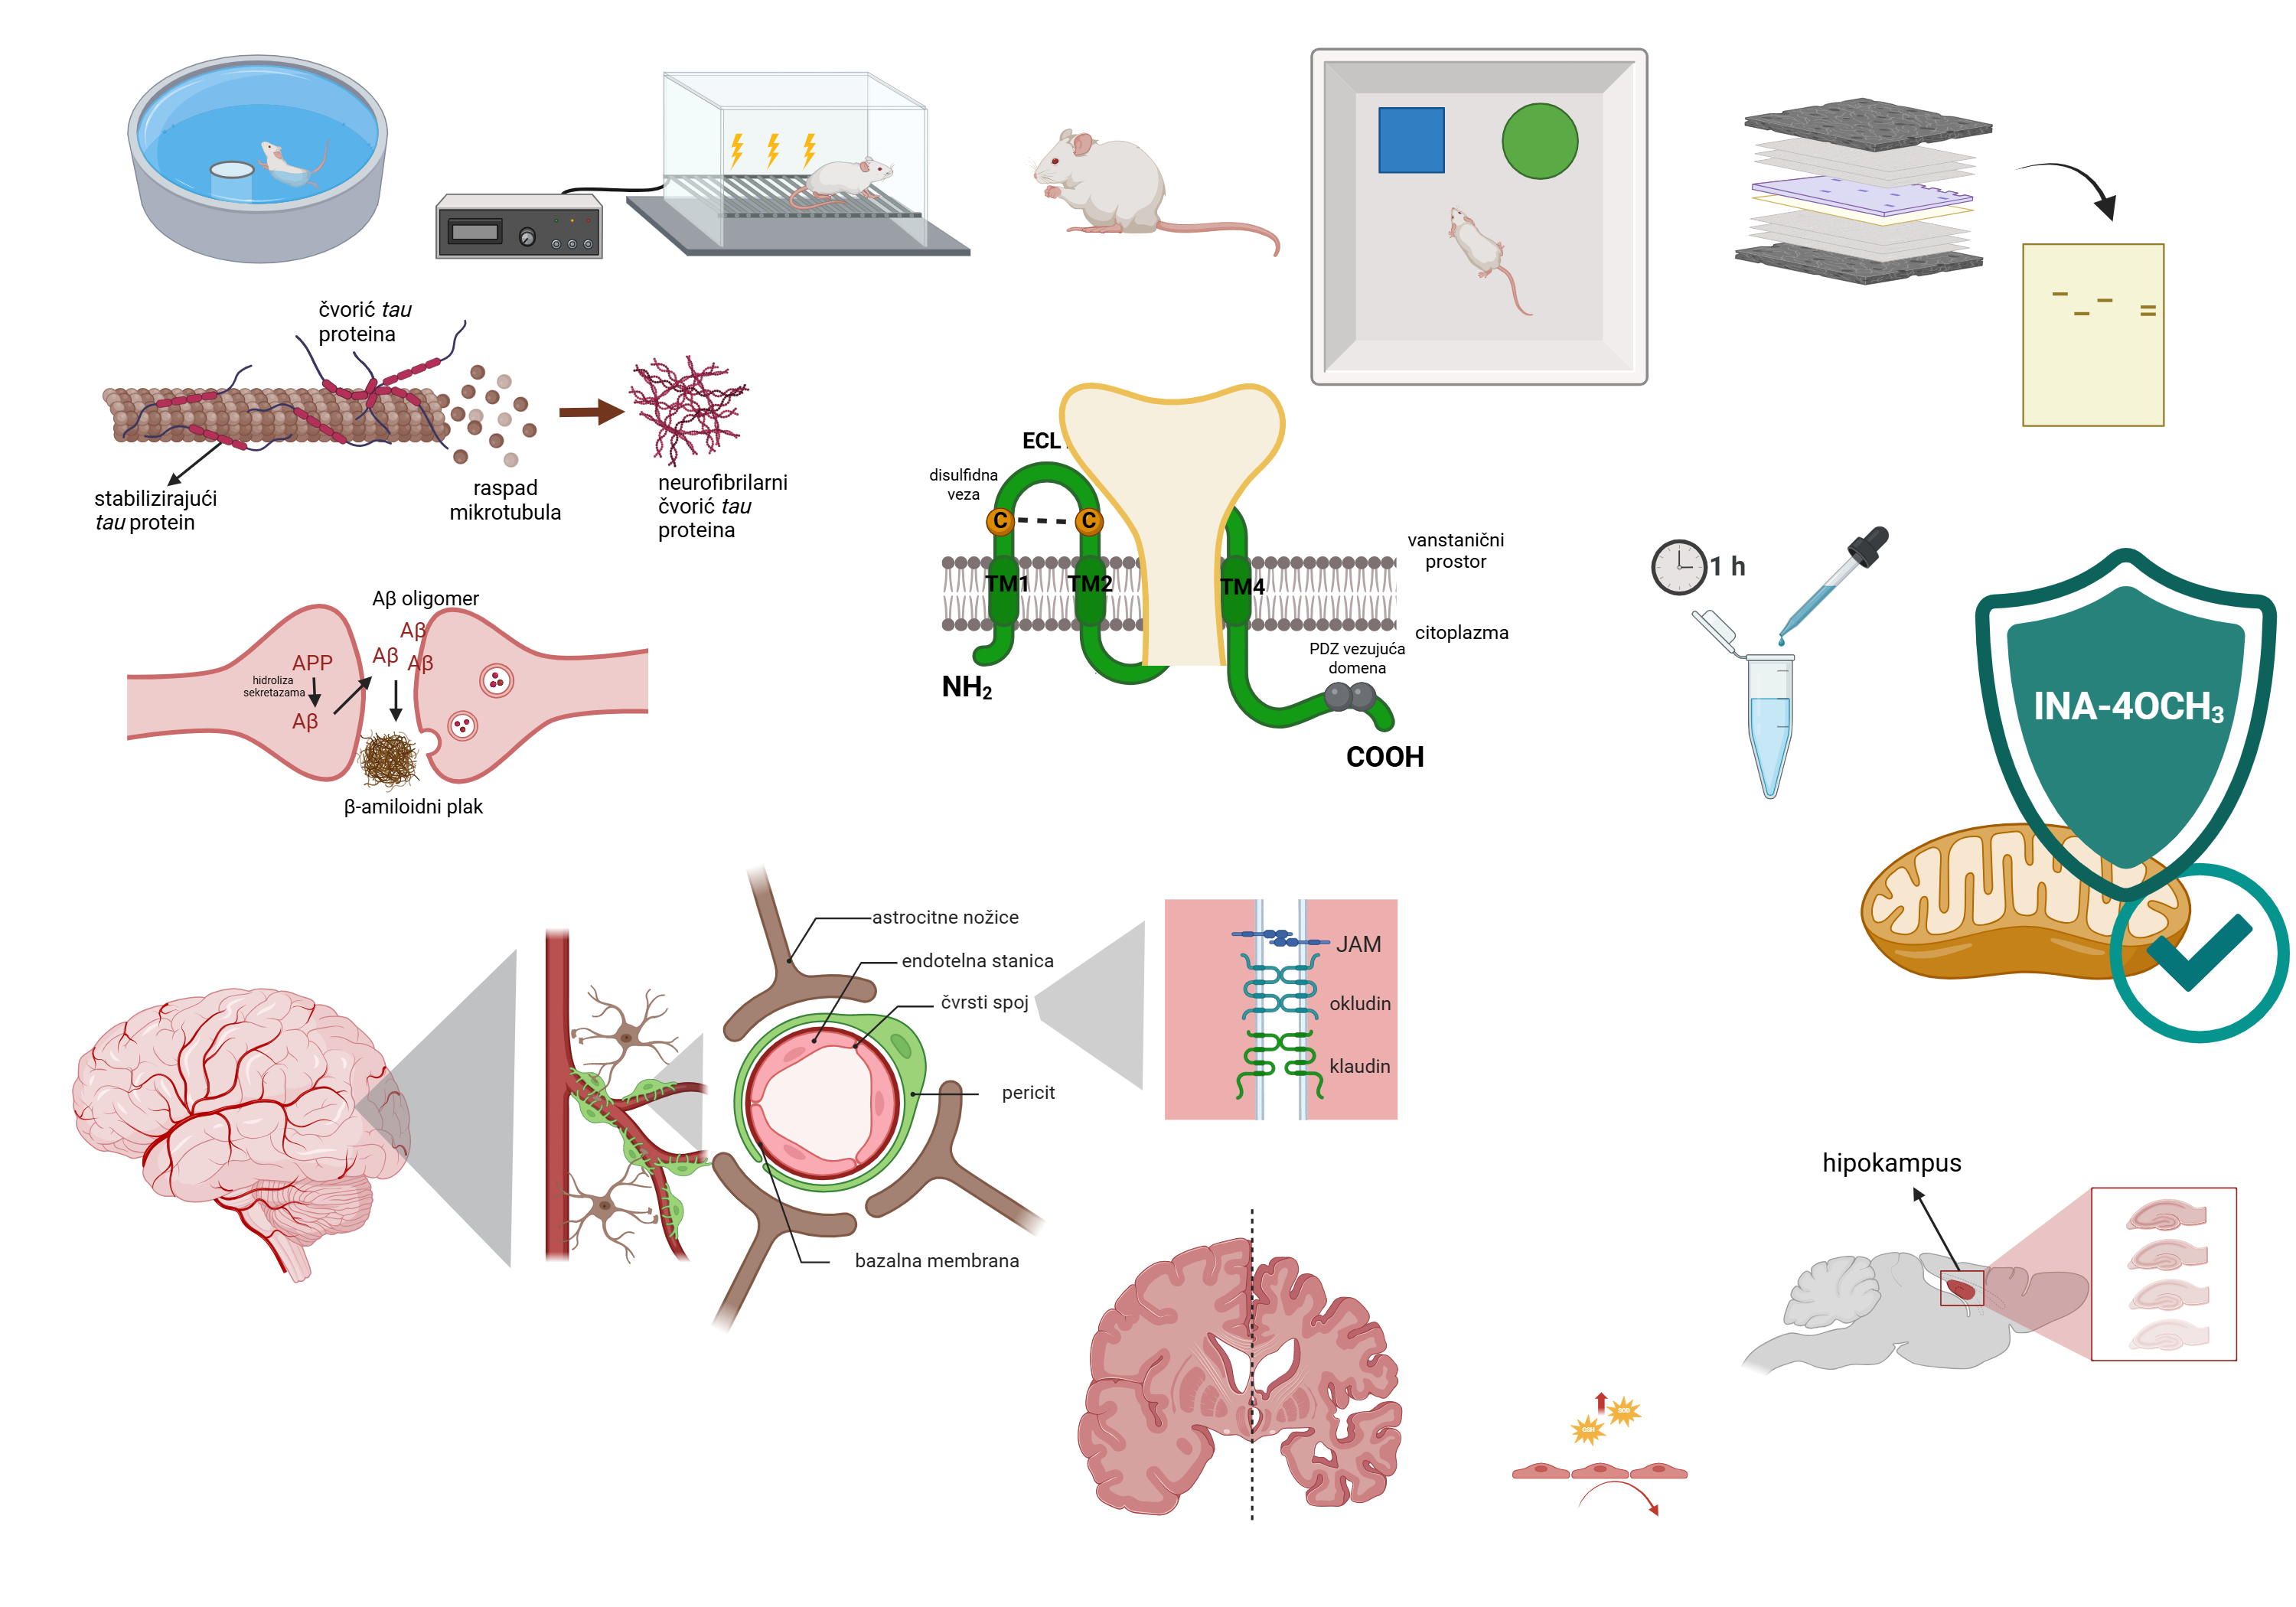 čvorić tau
proteina
stabilizirajući
tau protein
raspad
mikrotubula
neurofibrilarni
čvorić tau
proteina
ECL
disulfidna
veza
C
C
TM1
TM2
TM4
NH₂
vanstanični
prostor
citoplazma
PDZ vezujuća
domena
COOH
1 h
INA-4OCH₃
Aβ oligomer
Aβ
Aβ
Aβ
APP
hidroliza
sekretazama
Aβ
β-amiloidni plak
astrocitne nožice
endotelna stanica
čvrsti spoj
pericit
bazalna membrana
JAM
okludin
klaudin
hipokampus
GSH